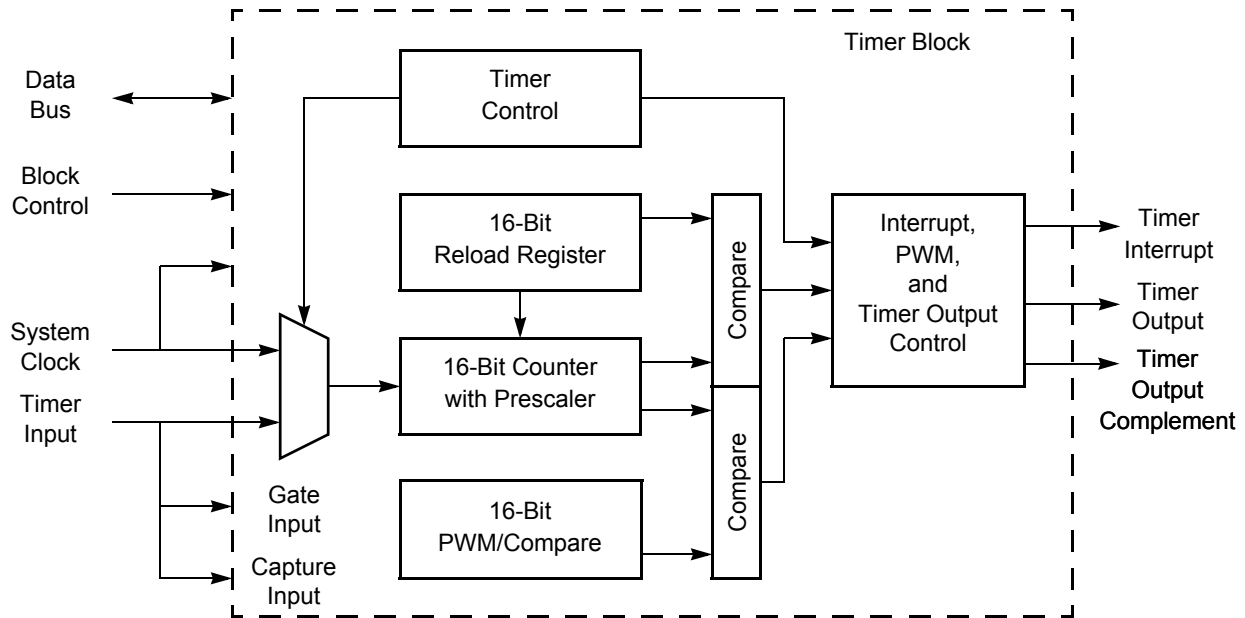 Timer Block
Data
Bus
Timer
Control
Block
Control
16-Bit
Reload Register
Compare
Interrupt,
PWM,
and
Timer Output
Control
Timer
Interrupt
System
Clock
16-Bit Counter
with Prescaler
Timer
Output
Timer
Input
Timer
Output
Complement
Gate
Input
16-Bit
PWM/Compare
Compare
Capture
Input